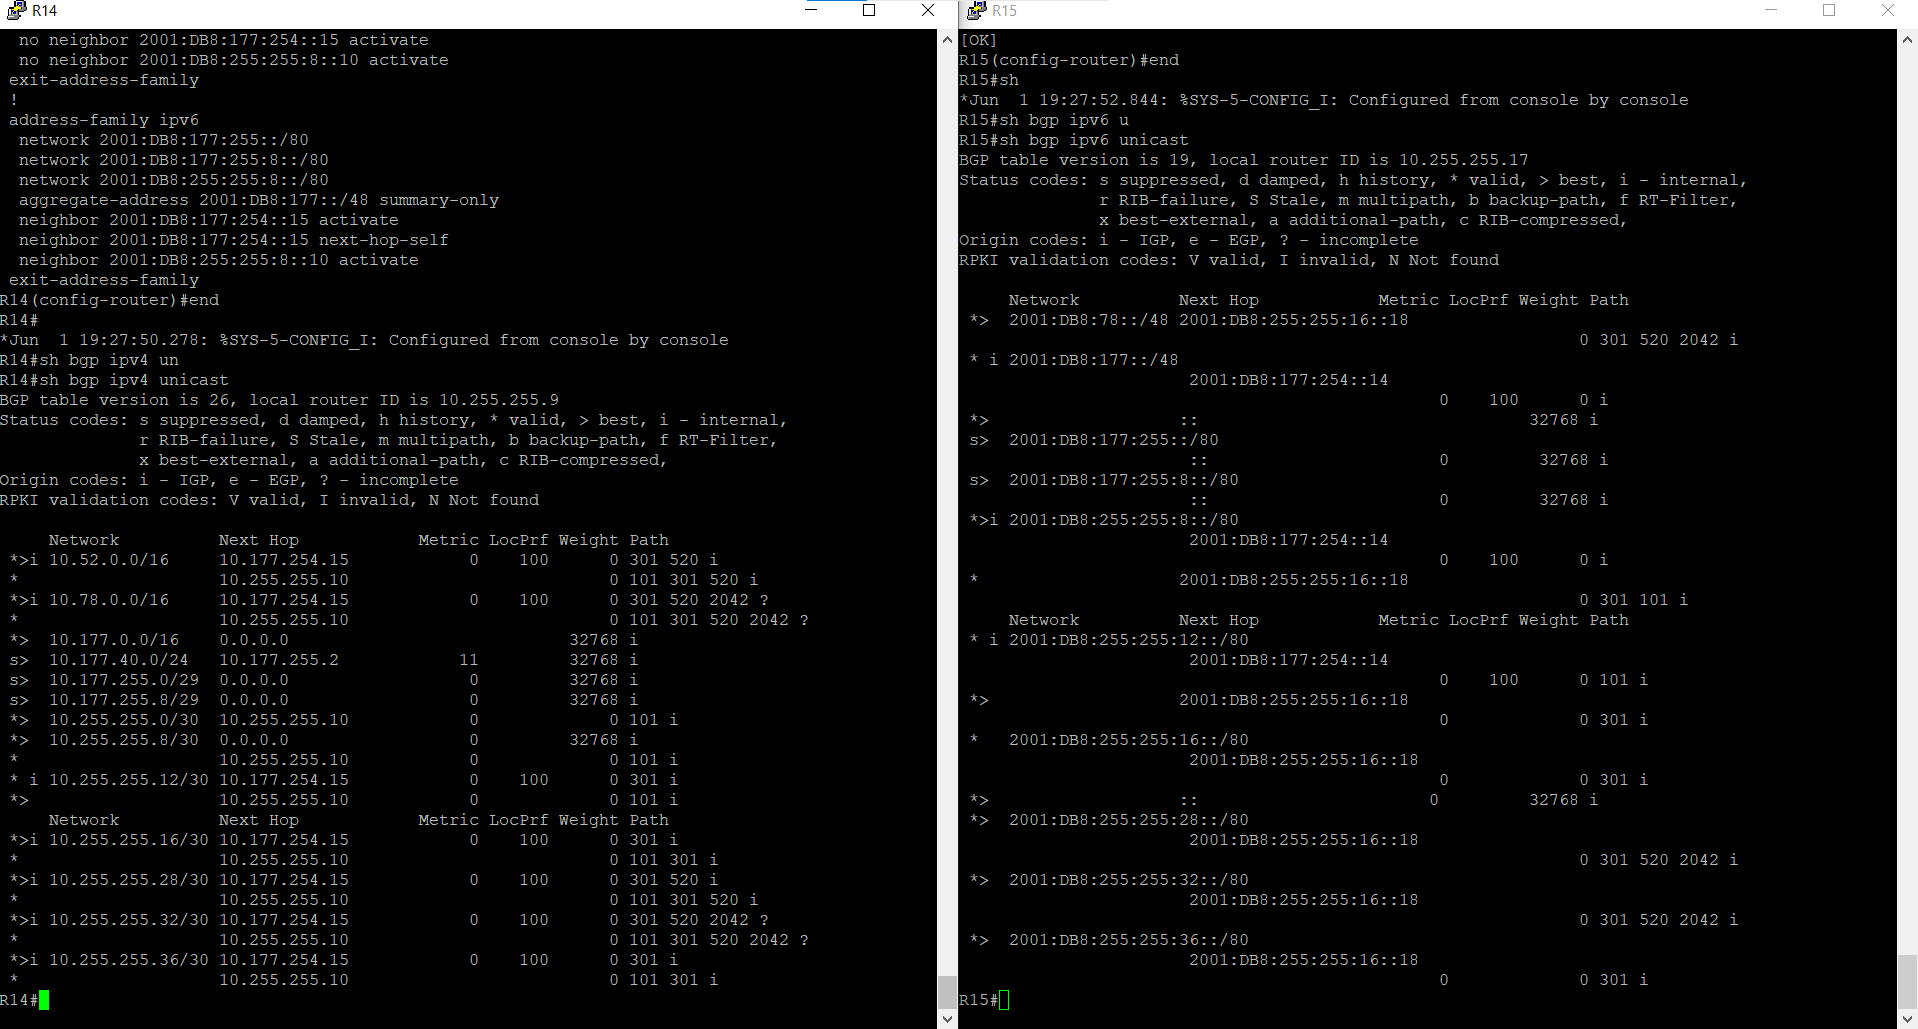 R14
 no neighbor 2001:DB8:177:254::15 activate
 no neighbor 2001:DB8:255:255:8::10 activate
exit-address-family
!
address-family ipv6
 network 2001:DB8:177:255::/80
 network 2001:DB8:177:255:8::/80
 network 2001:DB8:255:255:8::/80
 aggregate-address 2001:DB8:177::/48 summary-only
 neighbor 2001:DB8:177:254::15 activate
 neighbor 2001:DB8:177:254::15 next-hop-self
 neighbor 2001:DB8:255:255:8::10 activate
exit-address-family
R14(config-router)#end
R14#
*Jun  1 19:27:50.278: %SYS-5-CONFIG_I: Configured from console by console
R14#sh bgp ipv4 un
R14#sh bgp ipv4 unicast
BGP table version is 26, local router ID is 10.255.255.9
Status codes: s suppressed, d damped, h history, * valid, > best, i - internal,
              r RIB-failure, S Stale, m multipath, b backup-path, f RT-Filter,
              x best-external, a additional-path, c RIB-compressed,
Origin codes: i - IGP, e - EGP, ? - incomplete
RPKI validation codes: V valid, I invalid, N Not found
     Network          Next Hop            Metric LocPrf Weight Path
 *>i 10.52.0.0/16     10.177.254.15            0    100      0 301 520 i
 *                    10.255.255.10                          0 101 301 520 i
 *>i 10.78.0.0/16     10.177.254.15            0    100      0 301 520 2042 ?
 *                    10.255.255.10                          0 101 301 520 2042 ?
 *>  10.177.0.0/16    0.0.0.0                            32768 i
 s>  10.177.40.0/24   10.177.255.2            11         32768 i
 s>  10.177.255.0/29  0.0.0.0                  0         32768 i
 s>  10.177.255.8/29  0.0.0.0                  0         32768 i
 *>  10.255.255.0/30  10.255.255.10            0             0 101 i
 *>  10.255.255.8/30  0.0.0.0                  0         32768 i
 *                    10.255.255.10            0             0 101 i
 * i 10.255.255.12/30 10.177.254.15            0    100      0 301 i
 *>                   10.255.255.10            0             0 101 i
     Network          Next Hop            Metric LocPrf Weight Path
 *>i 10.255.255.16/30 10.177.254.15            0    100      0 301 i
 *                    10.255.255.10                          0 101 301 i
 *>i 10.255.255.28/30 10.177.254.15            0    100      0 301 520 i
 *                    10.255.255.10                          0 101 301 520 i
 *>i 10.255.255.32/30 10.177.254.15            0    100      0 301 520 2042 ?
 *                    10.255.255.10                          0 101 301 520 2042 ?
 *>i 10.255.255.36/30 10.177.254.15            0    100      0 301 i
 *                    10.255.255.10                          0 101 301 i
R14#
R15
[OK]
R15(config-router)#end
R15#sh
*Jun  1 19:27:52.844: %SYS-5-CONFIG_I: Configured from console by console
R15#sh bgp ipv6 u
R15#sh bgp ipv6 unicast
BGP table version is 19, local router ID is 10.255.255.17
Status codes: s suppressed, d damped, h history, * valid, > best, i - internal,
              r RIB-failure, S Stale, m multipath, b backup-path, f RT-Filter,
              x best-external, a additional-path, c RIB-compressed,
Origin codes: i - IGP, e - EGP, ? - incomplete
RPKI validation codes: V valid, I invalid, N Not found
     Network          Next Hop            Metric LocPrf Weight Path
 *>  2001:DB8:78::/48 2001:DB8:255:255:16::18
                                                              0 301 520 2042 i
 * i 2001:DB8:177::/48
                       2001:DB8:177:254::14
                                                0    100      0 i
 *>                   ::                                 32768 i
 s>  2001:DB8:177:255::/80
                       ::                       0         32768 i
 s>  2001:DB8:177:255:8::/80
                       ::                       0         32768 i
 *>i 2001:DB8:255:255:8::/80
                       2001:DB8:177:254::14
                                                0    100      0 i
 *                    2001:DB8:255:255:16::18
                                                              0 301 101 i
     Network          Next Hop            Metric LocPrf Weight Path
 * i 2001:DB8:255:255:12::/80
                       2001:DB8:177:254::14
                                                0    100      0 101 i
 *>                   2001:DB8:255:255:16::18
                                                0             0 301 i
 *   2001:DB8:255:255:16::/80
                       2001:DB8:255:255:16::18
                                                0             0 301 i
 *>                   ::                       0         32768 i
 *>  2001:DB8:255:255:28::/80
                       2001:DB8:255:255:16::18
                                                              0 301 520 2042 i
 *>  2001:DB8:255:255:32::/80
                       2001:DB8:255:255:16::18
                                                              0 301 520 2042 i
 *>  2001:DB8:255:255:36::/80
                       2001:DB8:255:255:16::18
                                                0             0 301 i
R15#